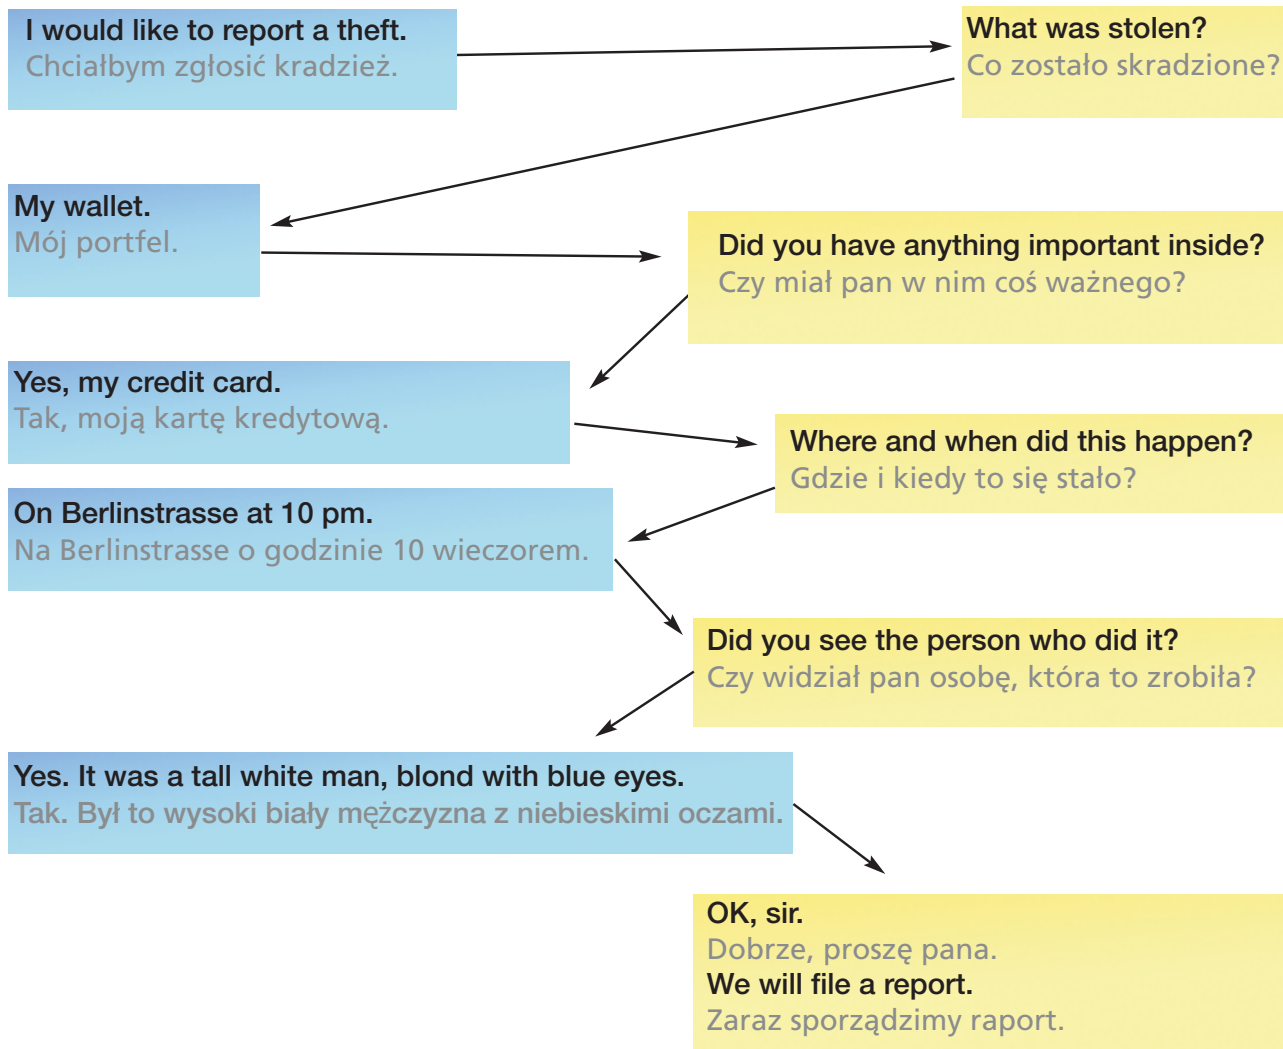 I would like to report a theft.
Chciałbym zgłosić kradzież.
What was stolen?
Co zostało skradzione?
My wallet.
Mój portfel.
Did you have anything important inside?
Czy miał pan w nim coś ważnego?
Yes, my credit card.
Tak, moją kartę kredytową.
Where and when did this happen?
Gdzie i kiedy to się stało?
On Berlinstrasse at 10 pm.
Na Berlinstrasse o godzinie 10 wieczorem.
Did you see the person who did it?
Czy widział pan osobę, która to zrobiła?
Yes. It was a tall white man, blond with blue eyes.
Tak. Był to wysoki biały mężczyzna z niebieskimi oczami.
OK, sir.
Dobrze, proszę pana.
We will file a report.
Zaraz sporządzimy raport.